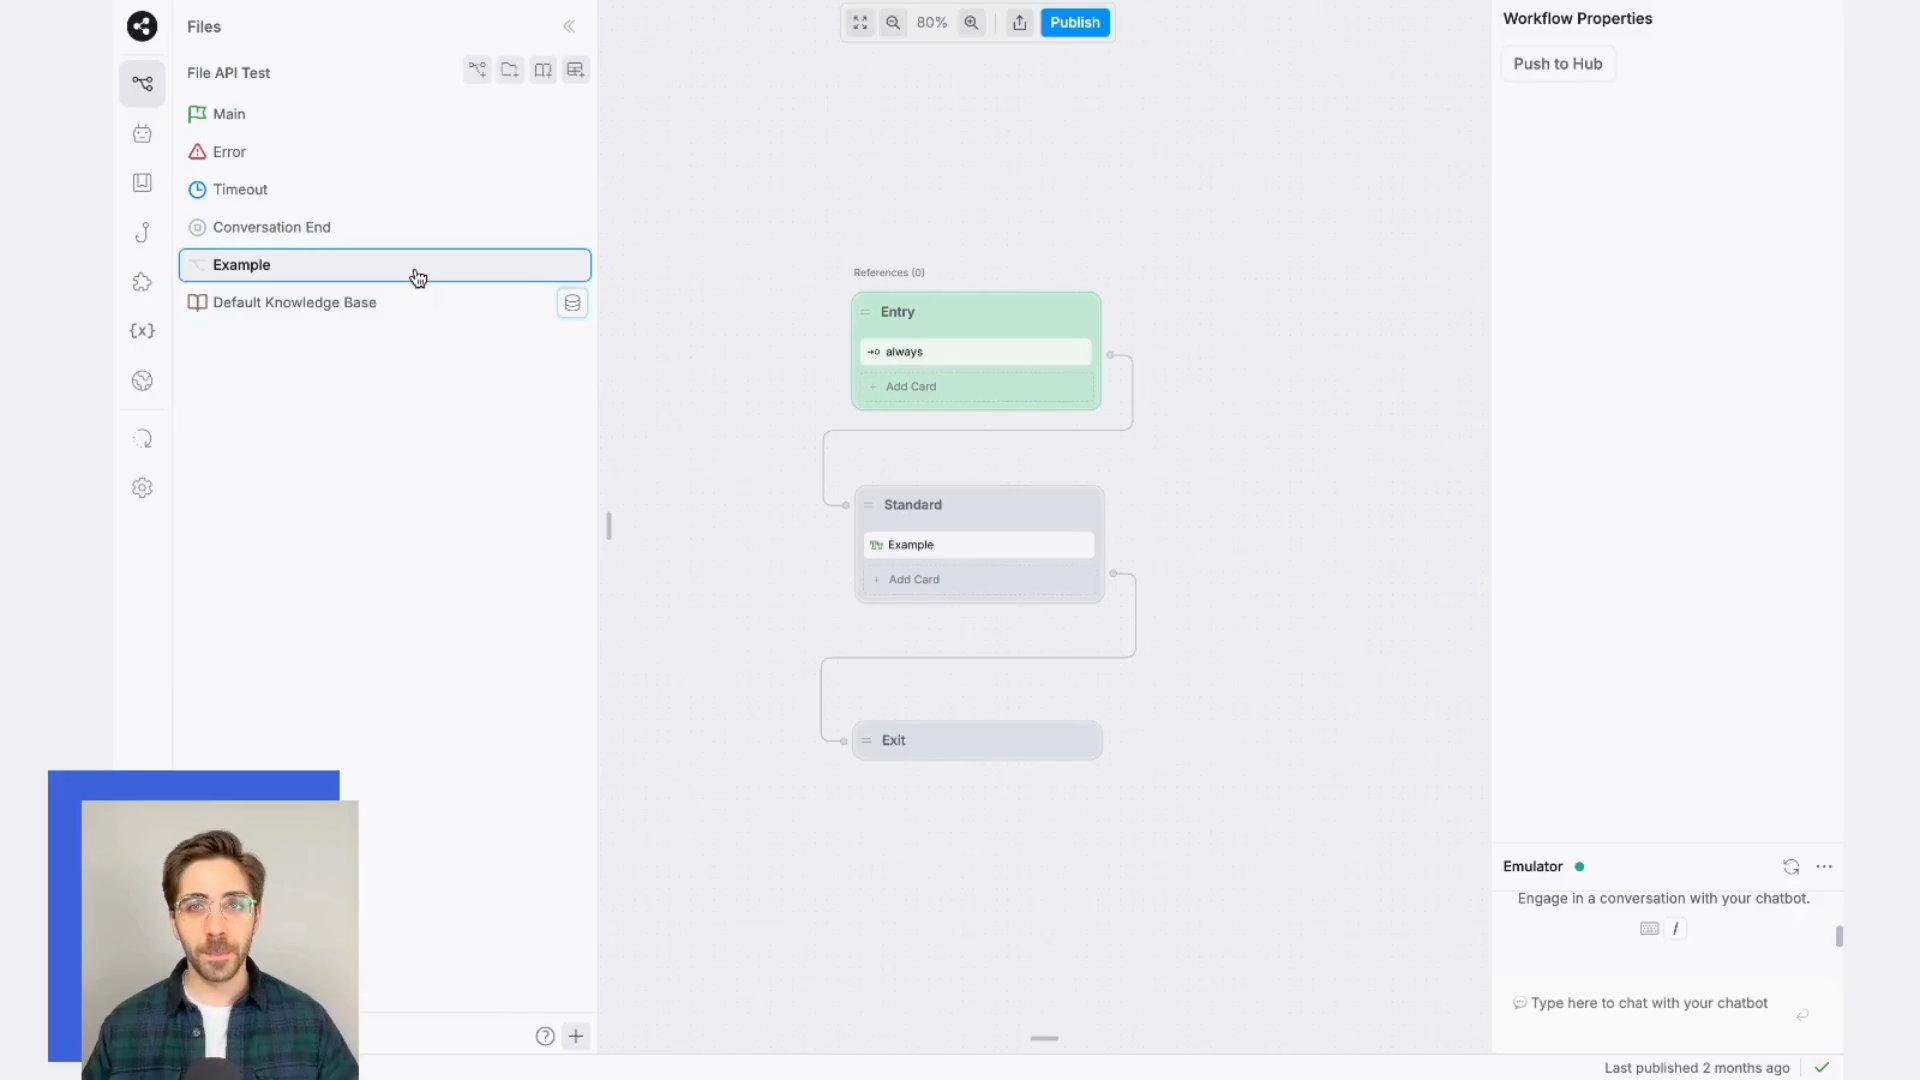 Files
File API Test
Main
Error
Timeout
Conversation End
Example
Default Knowledge Base
{x}
80%
Publish
References (0)
Entry
always
+ Add Card
Standard
Example
+ Add Card
Exit
Workflow Properties
Push to Hub
Emulator
Engage in a conversation with your chatbot.
/
Type here to chat with your chatbot
Last published 2 months ago